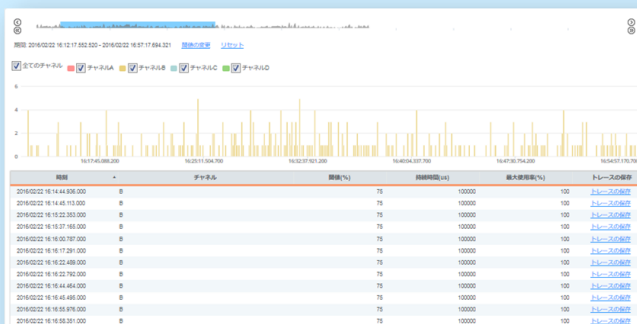 期間 2016/02/22 16:12:17.552.520 - 2016/02/22 16:57:17.694.321 閾値の変更 リセット
全てのチャネル チャネルA チャネルB チャネルC チャネルD
6
4
2
0
16:17:45.088.200 16:25:11.504.700 16:32:37.921.200 16:40:04.337.700 16:47:30.754.200 16:54:57.170.700
時刻 チャネル 閾値(%) 持続時間(us) 最大使用率(%) トレースの保存
2016/02/22 16:14:44.936.000 B 75 100000 100 トレースの保存
2016/02/22 16:14:45.113.000 B 75 100000 100 トレースの保存
2016/02/22 16:15:22.353.000 B 75 100000 100 トレースの保存
2016/02/22 16:15:37.165.000 B 75 100000 100 トレースの保存
2016/02/22 16:16:00.787.000 B 75 100000 100 トレースの保存
2016/02/22 16:16:17.291.000 B 75 100000 100 トレースの保存
2016/02/22 16:16:22.489.000 B 75 100000 100 トレースの保存
2016/02/22 16:16:22.792.000 B 75 100000 100 トレースの保存
2016/02/22 16:16:44.464.000 B 75 100000 100 トレースの保存
2016/02/22 16:16:45.495.000 B 75 100000 100 トレースの保存
2016/02/22 16:16:55.976.000 B 75 100000 100 トレースの保存
2016/02/22 16:16:58.351.000 B 75 100000 100 トレースの保存